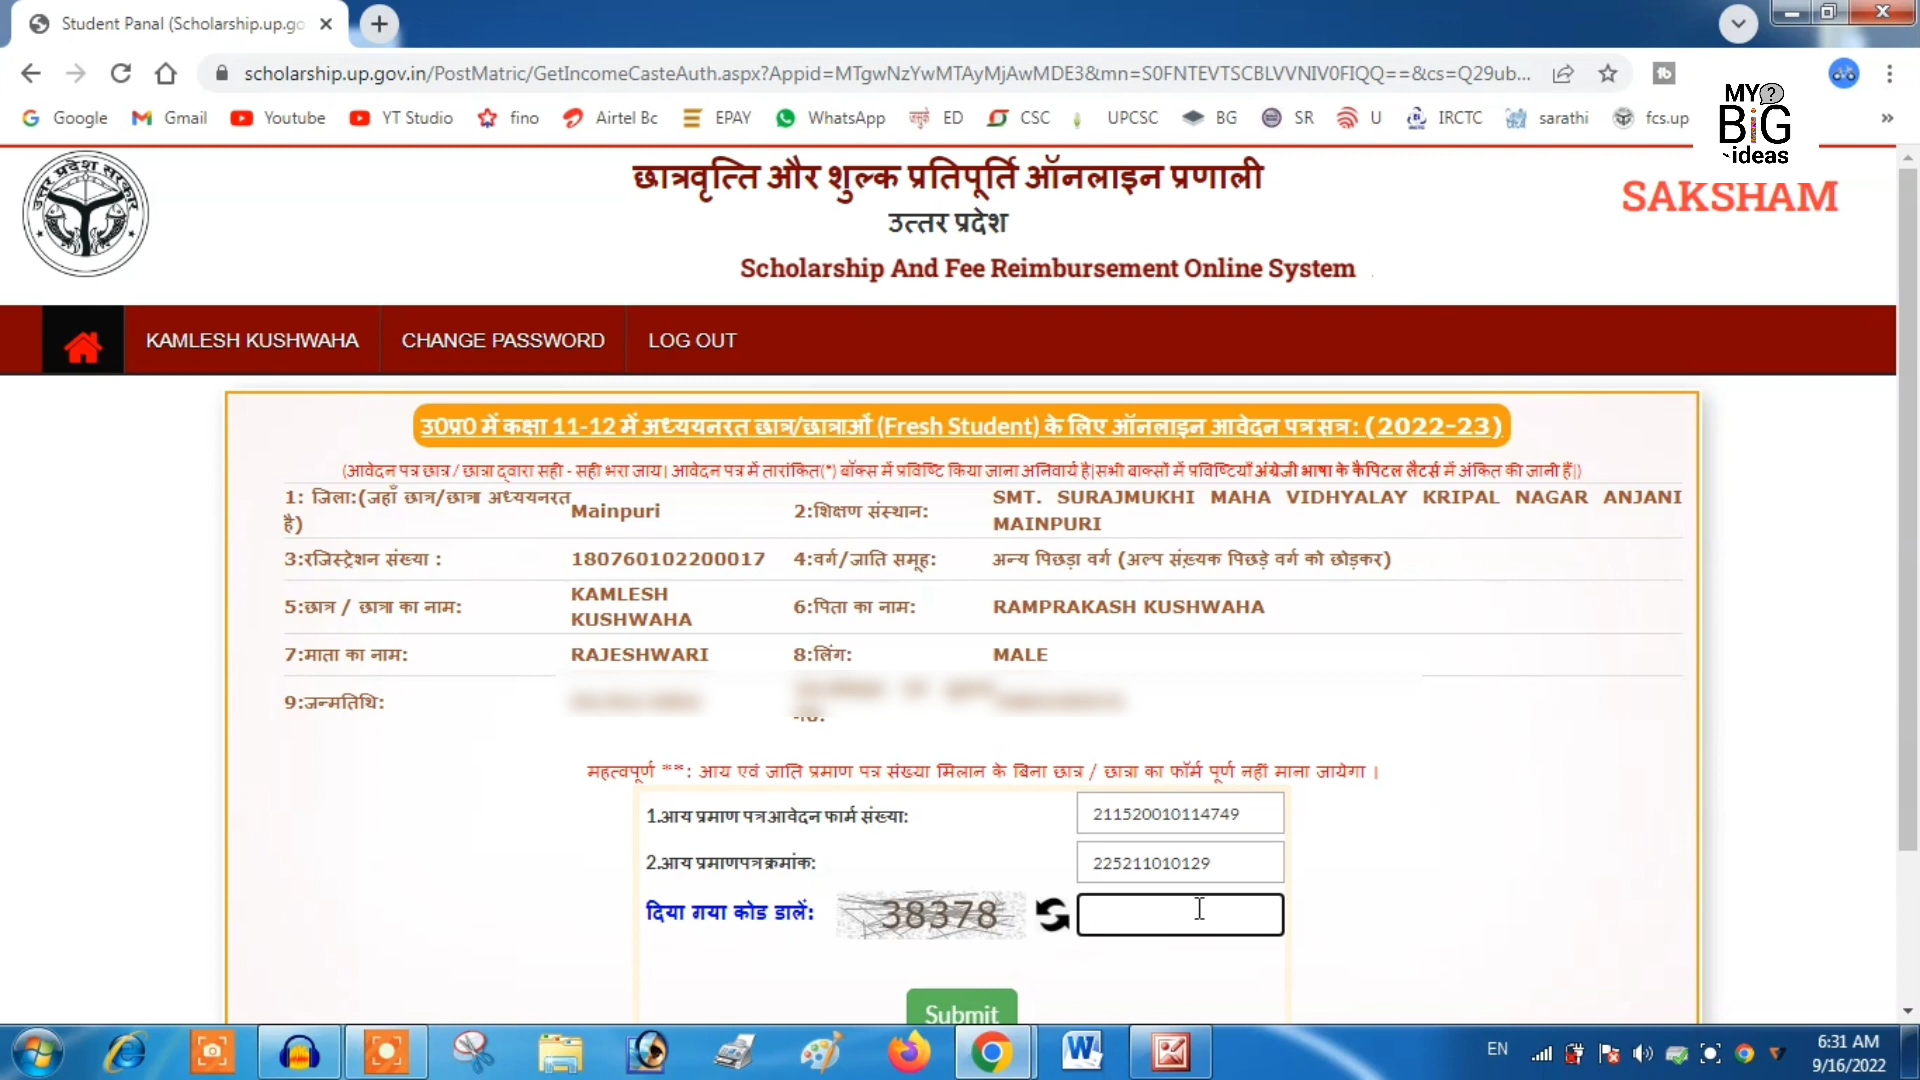 Student Panal (Scholarship.up.go
scholarship.up.gov.in/PostMatric/GetIncomeCasteAuth.aspx?Appid=MTgwNzYwMTAyMjAwMDE3&mn=S0FNTEVTSCBLVVNIV0FIQQ==&cs=Q29ub...
Google Gmail Youtube YT Studio fino Airtel Bc EPAY WhatsApp ED CSC UPCSC BG SR U IRCTC sarathi fcs.up »
MY ? BiG -ideas
छात्रवृत्ति और शुल्क प्रतिपूर्ति ऑनलाइन प्रणाली
उत्तर प्रदेश
Scholarship And Fee Reimbursement Online System
SAKSHAM
KAMLESH KUSHWAHA CHANGE PASSWORD LOG OUT
उ0प्र0 में कक्षा 11-12 में अध्ययनरत छात्र/छात्राओं (Fresh Student) के लिए ऑनलाइन आवेदन पत्र सत्र: (2022-23)
(आवेदन पत्र छात्र / छात्रा द्वारा सही - सही भरा जाय। आवेदन पत्र में तारांकित(*) बॉक्स में प्रविष्टि किया जाना अनिवार्य है|सभी बाक्सों में प्रविष्टियाँ अंग्रेजी भाषा के कैपिटल लैटर्स में अंकित की जानी हैं|)
1: जिला:(जहाँ छात्र/छात्रा अध्ययनरत है) Mainpuri 2:शिक्षण संस्थान: SMT. SURAJMUKHI MAHA VIDHYALAY KRIPAL NAGAR ANJANI MAINPURI
3:रजिस्ट्रेशन संख्या : 180760102200017 4:वर्ग/जाति समूह: अन्य पिछड़ा वर्ग (अल्प संख़्यक पिछड़े वर्ग को छोड़कर)
5:छात्र / छात्रा का नाम: KAMLESH KUSHWAHA 6:पिता का नाम: RAMPRAKASH KUSHWAHA
7:माता का नाम: RAJESHWARI 8:लिंग: MALE
9:जन्मतिथि:
महत्वपूर्ण **: आय एवं जाति प्रमाण पत्र संख्या मिलान के बिना छात्र / छात्रा का फॉर्म पूर्ण नहीं माना जायेगा ।
1.आय प्रमाण पत्रआवेदन फार्म संख्या: 211520010114749
2.आय प्रमाणपत्रक्रमांक: 225211010129
दिया गया कोड डालें: 38378
Submit
EN 6:31 AM
9/16/2022